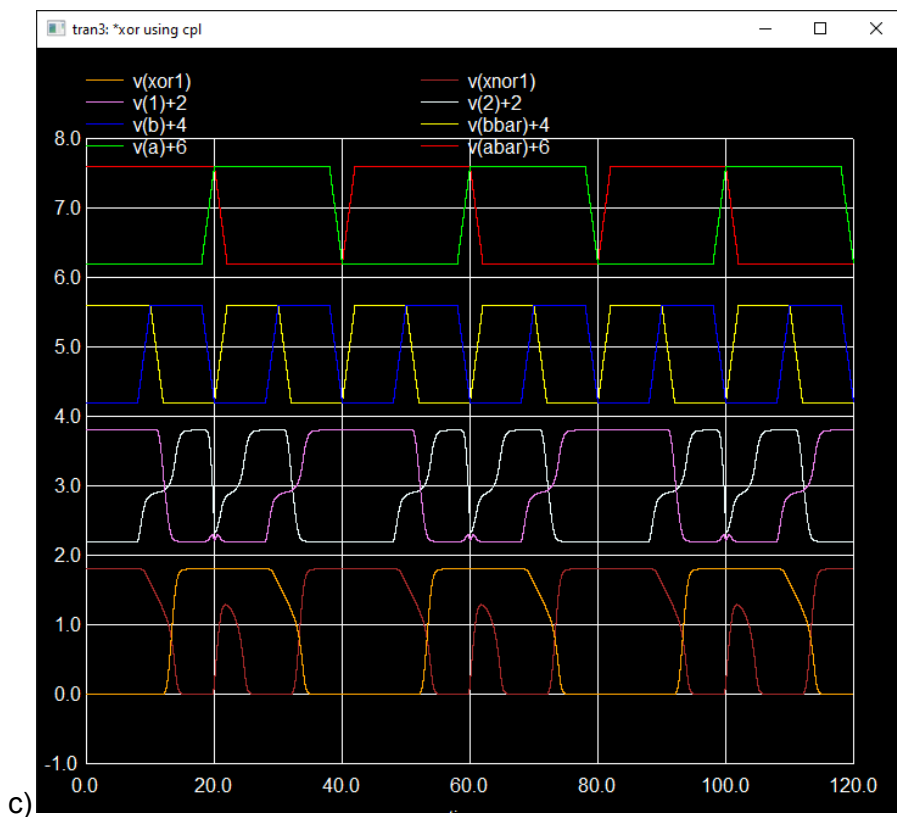 tran3: *xor using cpl
v(xor1) v(xnor1)
v(1)+2 v(2)+2
v(b)+4 v(bbar)+4
v(a)+6 v(abar)+6
8.0
7.0
6.0
5.0
4.0
3.0
2.0
1.0
0.0
-1.0
0.0 20.0 40.0 60.0 80.0 100.0 120.0
c)